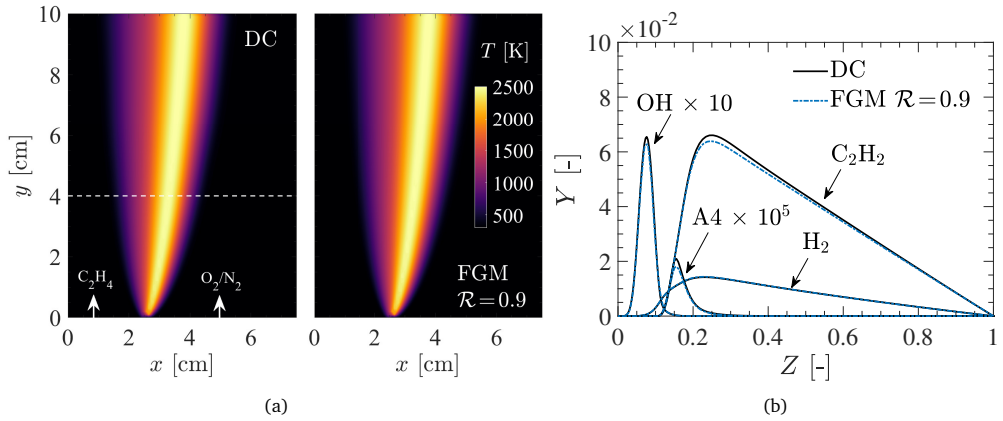 DC
10
8
6
4
2
0
y [cm]
C₂H₄
O₂/N₂
0
2
4
6
x [cm]
T [K]
2500
2000
1500
1000
500
FGM
ℛ=0.9
0
2
4
6
x [cm]
(a)
×10⁻²
10
8
6
4
2
0
Y [-]
DC
FGM ℛ=0.9
OH × 10
C₂H₂
A4 × 10⁵
H₂
0
0.2
0.4
0.6
0.8
1
Z [-]
(b)